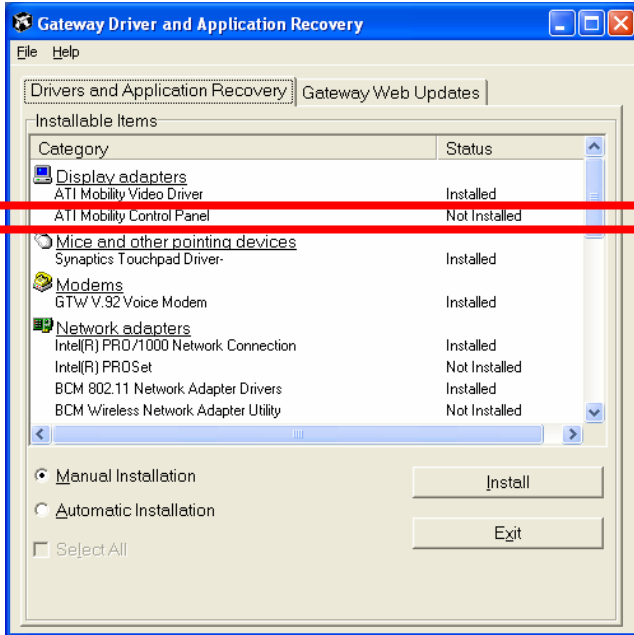 Gateway Driver and Application Recovery
File Help
Drivers and Application Recovery Gateway Web Updates
Installable Items
Category Status
Display adapters
ATI Mobility Video Driver Installed
ATI Mobility Control Panel Not Installed
Mice and other pointing devices
Synaptics Touchpad Driver- Installed
Modems
GTW V.92 Voice Modem Installed
Network adapters
Intel(R) PRO/1000 Network Connection Installed
Intel(R) PROSet Not Installed
BCM 802.11 Network Adapter Drivers Installed
BCM Wireless Network Adapter Utility Not Installed
Manual Installation Install
Automatic Installation
Exit
Select All